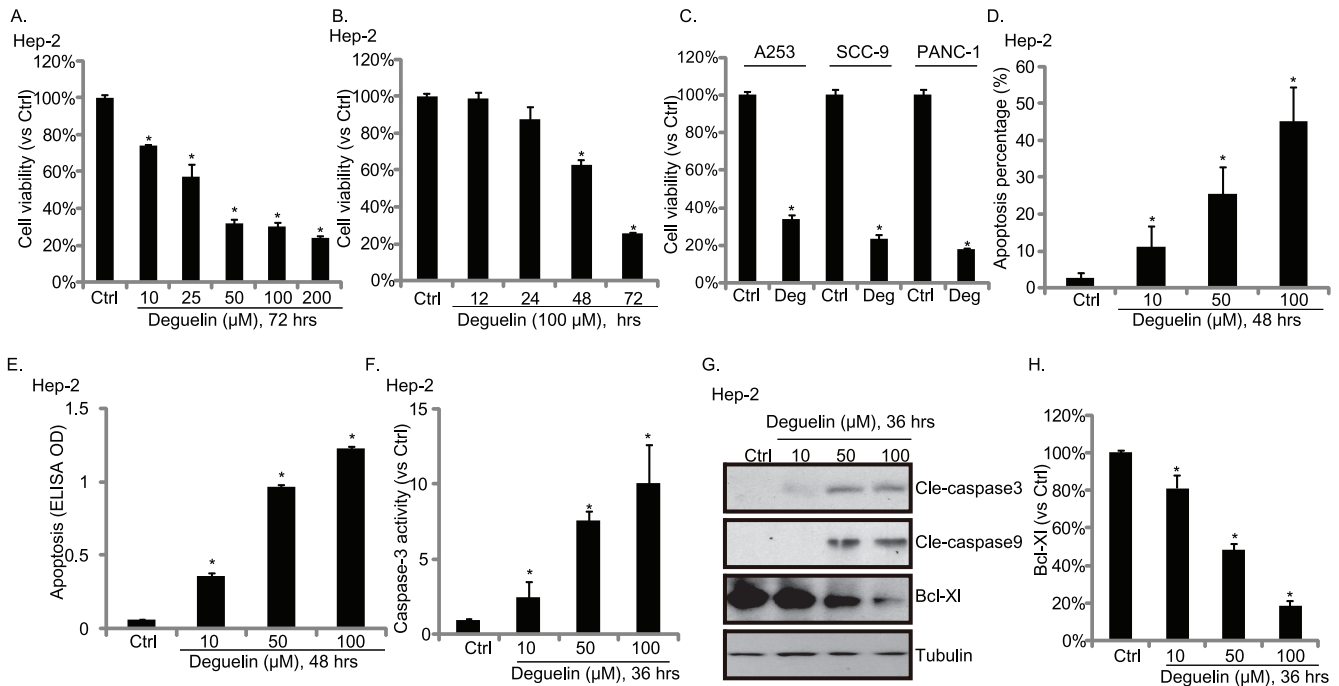 A.
Hep-2
Cell viability (vs Ctrl)
120%
100%
80%
60%
40%
20%
0%
Ctrl 10 25 50 100 200
Deguelin (μM), 72 hrs
B.
Hep-2
Cell viability (vs Ctrl)
120%
100%
80%
60%
40%
20%
0%
Ctrl 12 24 48 72
Deguelin (100 μM), hrs
C.
A253 SCC-9 PANC-1
Cell viability (vs Ctrl)
120%
100%
80%
60%
40%
20%
0%
Ctrl Deg Ctrl Deg Ctrl Deg
D.
Hep-2
Apoptosis percentage (%)
60
50
40
30
20
10
0
Ctrl 10 50 100
Deguelin (μM), 48 hrs
E.
Hep-2
Apoptosis (ELISA OD)
1.5
1
0.5
0
Ctrl 10 50 100
Deguelin (μM), 48 hrs
F.
Hep-2
Caspase-3 activity (vs Ctrl)
15
10
5
0
Ctrl 10 50 100
Deguelin (μM), 36 hrs
G.
Hep-2
Deguelin (μM), 36 hrs
Ctrl 10 50 100
Cle-caspase3
Cle-caspase9
Bcl-Xl
Tubulin
H.
Bcl-Xl (vs Ctrl)
120%
100%
80%
60%
40%
20%
0%
Ctrl 10 50 100
Deguelin (μM), 36 hrs